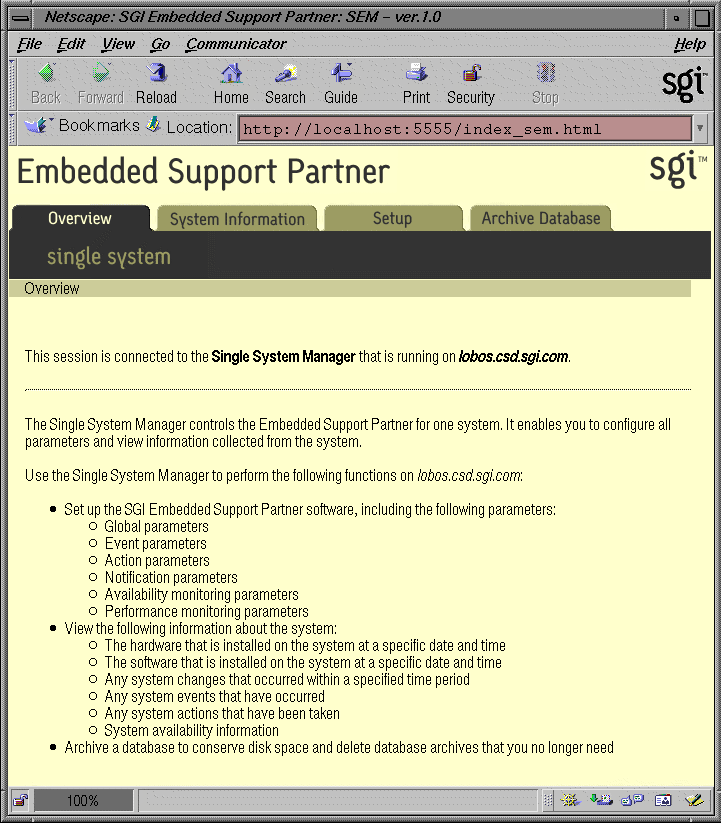 Netscape: SGI Embedded Support Partner: SEM – ver.1.0
File Edit View Go Communicator Help
Back Forward Reload Home Search Guide Print Security Stop
sgi™
Bookmarks Location: http://localhost:5555/index_sem.html
Embedded Support Partner sgi™
Overview System Information Setup Archive Database
single system
Overview
This session is connected to the Single System Manager that is running on lobos.csd.sgi.com.
The Single System Manager controls the Embedded Support Partner for one system. It enables you to configure all
parameters and view information collected from the system.
Use the Single System Manager to perform the following functions on lobos.csd.sgi.com:
• Set up the SGI Embedded Support Partner software, including the following parameters:
○ Global parameters
○ Event parameters
○ Action parameters
○ Notification parameters
○ Availability monitoring parameters
○ Performance monitoring parameters
• View the following information about the system:
○ The hardware that is installed on the system at a specific date and time
○ The software that is installed on the system at a specific date and time
○ Any system changes that occurred within a specified time period
○ Any system events that have occurred
○ Any system actions that have been taken
○ System availability information
• Archive a database to conserve disk space and delete database archives that you no longer need
100%